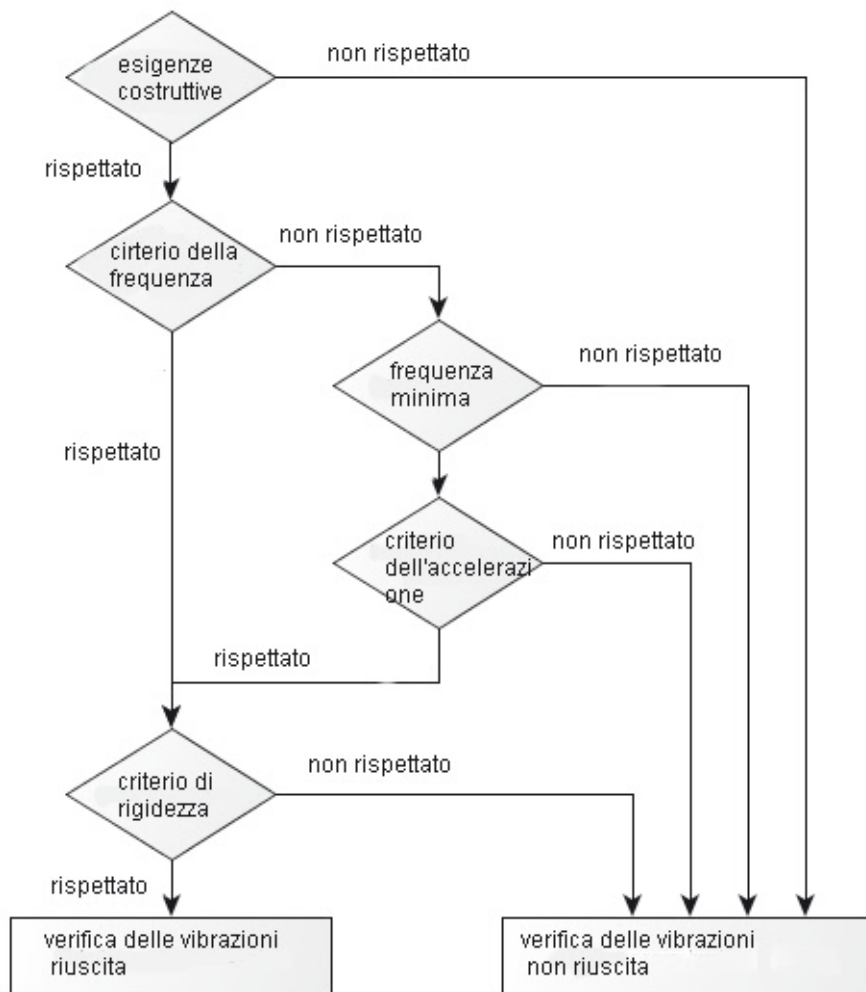 non rispettato
esigenze
costruttive
rispettato
non rispettato
cirterio della
frequenza
non rispettato
frequenza
minima
rispettato
criterio
dell'accelerazi
one
non rispettato
rispettato
non rispettato
criterio di
rigidezza
rispettato
verifica delle vibrazioni
riuscita
verifica delle vibrazioni
non riuscita